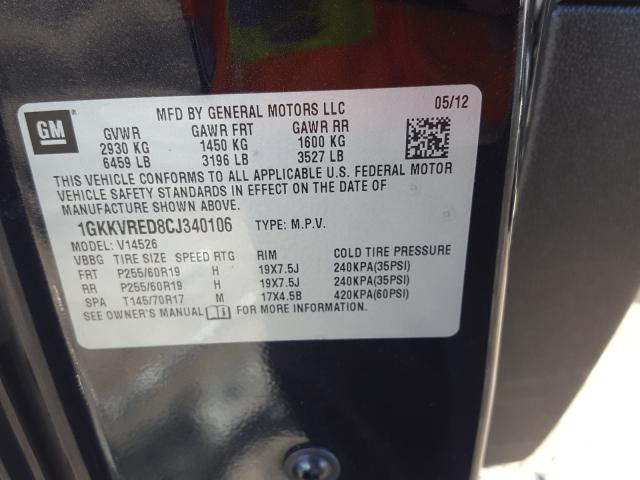 GM
MFD BY GENERAL MOTORS LLC 05/12
GVWR GAWR FRT GAWR RR
2930 KG 1450 KG 1600 KG
6459 LB 3196 LB 3527 LB
THIS VEHICLE CONFORMS TO ALL APPLICABLE U.S. FEDERAL MOTOR
VEHICLE SAFETY STANDARDS IN EFFECT ON THE DATE OF
MANUFACTURE SHOWN ABOVE.
1GKKVRED8CJ340106 TYPE: M.P.V.
MODEL: V14526
VBBG TIRE SIZE SPEED RTG RIM COLD TIRE PRESSURE
FRT P255/60R19 H 19X7.5J 240KPA(35PSI)
RR P255/60R19 H 19X7.5J 240KPA(35PSI)
SPA T145/70R17 M 17X4.5B 420KPA(60PSI)
SEE OWNER'S MANUAL FOR MORE INFORMATION.